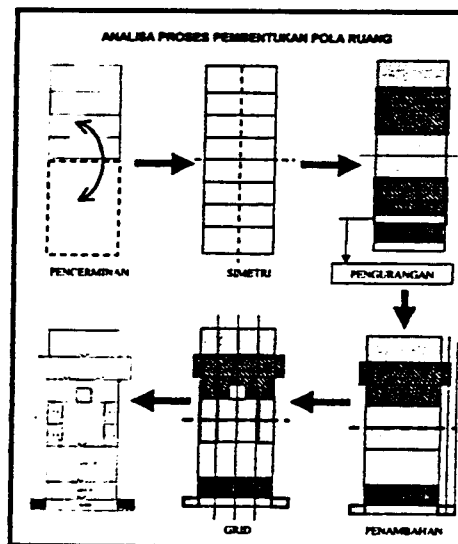 ANALISA PROSES PEMBENTUKAN POLA RUANG
PENCERMINAN
SIMETRI
PENGURANGAN
GRID
PENAMBAHAN